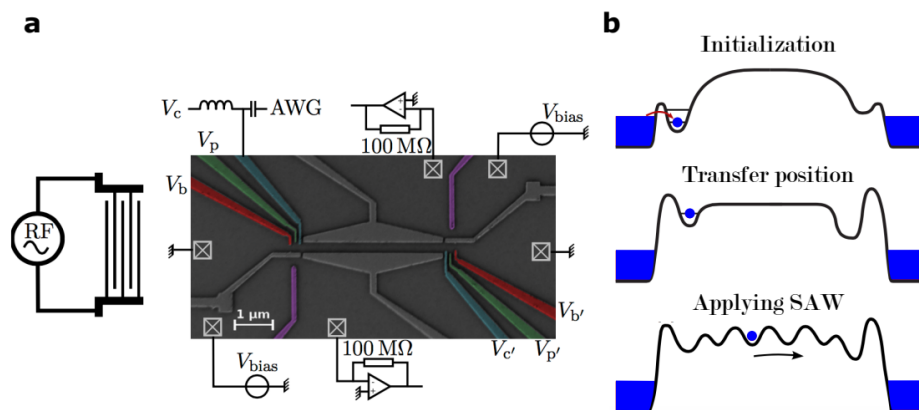 a
b
V_c
AWG
V_p
V_b
RF
100 MΩ
+
-
V_bias
1 μm
V_b′
V_c′
V_p′
V_bias
100 MΩ
-
+
Initialization
Transfer position
Applying SAW